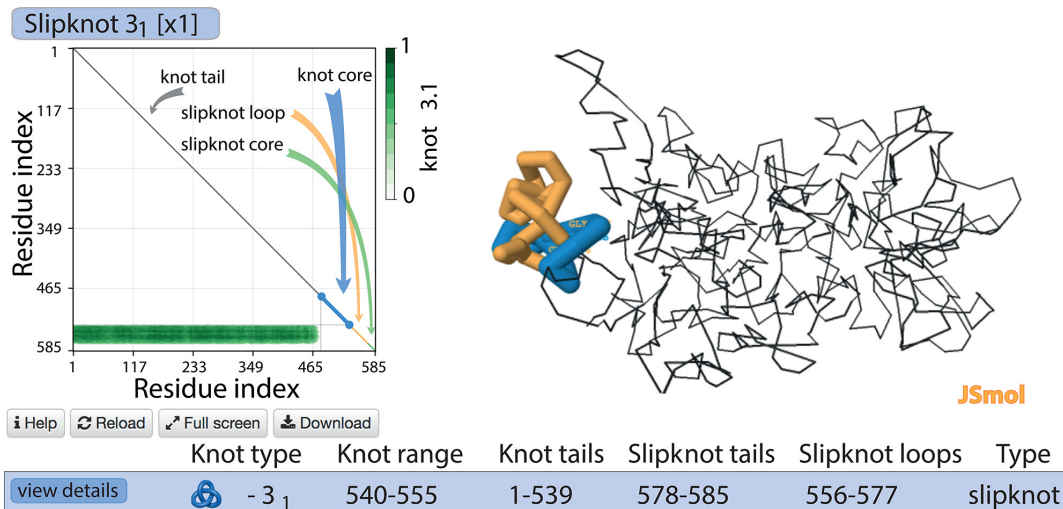 Slipknot 3₁ [x1]
1
117
233
349
465
585
Residue index
knot tail
knot core
slipknot loop
slipknot core
1 117 233 349 465 585
Residue index
1
0
knot 3.1
GLY
JSmol
Help Reload Full screen Download
Knot type Knot range Knot tails Slipknot tails Slipknot loops Type
view details - 3 ₁ 540-555 1-539 578-585 556-577 slipknot